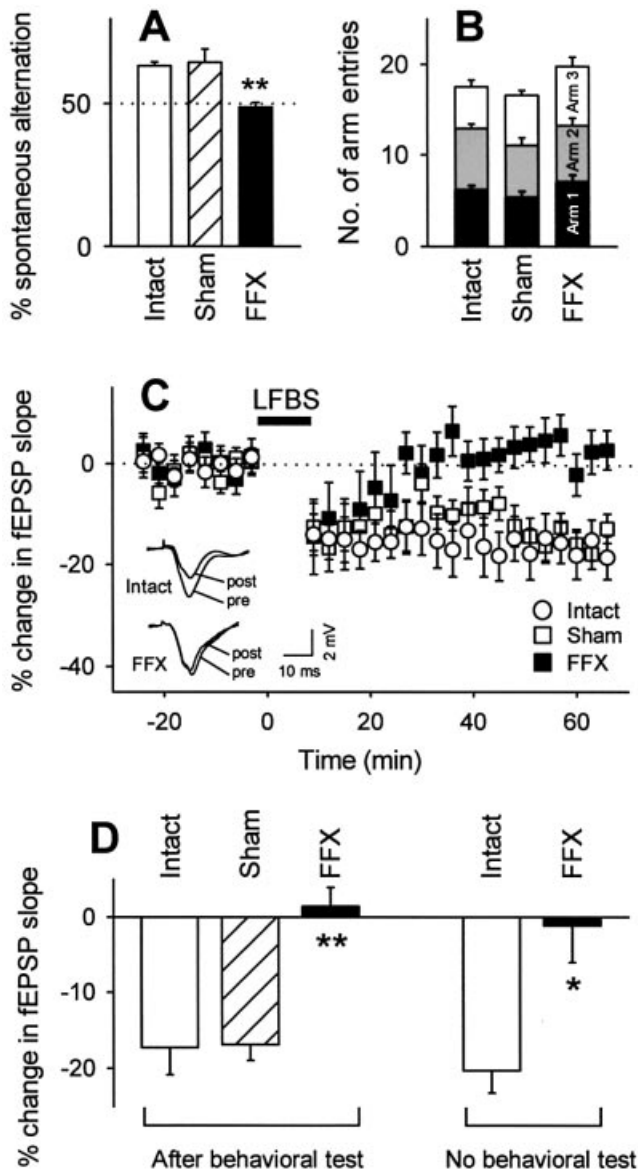 A
B
% spontaneous alternation
50
0
**
Intact
Sham
FFX
No. of arm entries
20
10
0
Arm 3
Arm 2
Arm 1
Intact
Sham
FFX
C
LFBS
% change in fEPSP slope
0
-20
-40
Intact
post
pre
FFX
post
pre
10 ms
2 mV
Intact
Sham
FFX
-20
0
20
40
60
Time (min)
D
Intact
Sham
FFX
Intact
FFX
% change in fEPSP slope
0
-10
-20
**
*
After behavioral test
No behavioral test